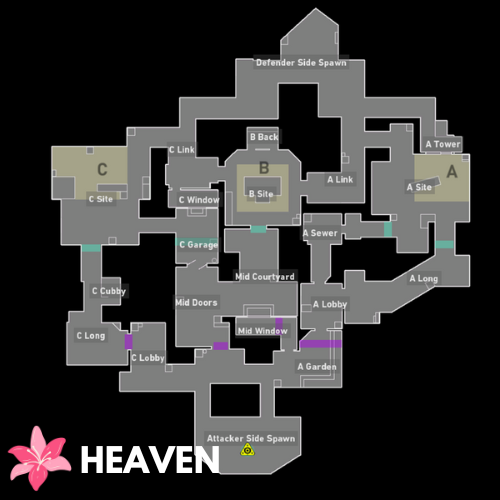 Defender Side Spawn
B Back
A Tower
C Link
C
B
A
A Link
A Site
C Site
C Window
B Site
A Sewer
C Garage
Mid Courtyard
A Long
C Cubby
Mid Doors
A Lobby
Mid Window
C Long
C Lobby
A Garden
Attacker Side Spawn
HEAVEN